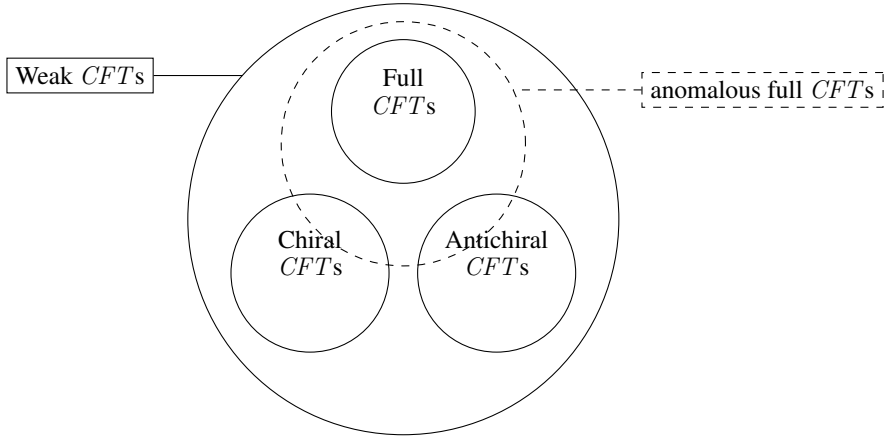 Weak CFTs
Full
CFTs
anomalous full CFTs
Chiral
CFTs
Antichiral
CFTs